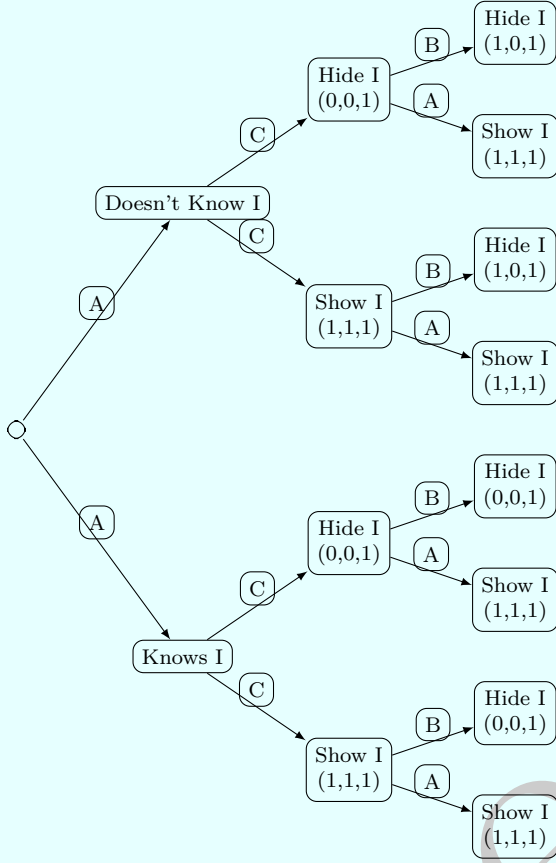 Hide I
(1,0,1)
B
Hide I
(0,0,1)
A
C
Show I
(1,1,1)
Doesn't Know I
C
Hide I
(1,0,1)
B
Show I
(1,1,1)
A
A
Show I
(1,1,1)
A
Hide I
(0,0,1)
B
Hide I
(0,0,1)
A
C
Show I
(1,1,1)
Knows I
C
Hide I
(0,0,1)
B
Show I
(1,1,1)
A
Show I
(1,1,1)